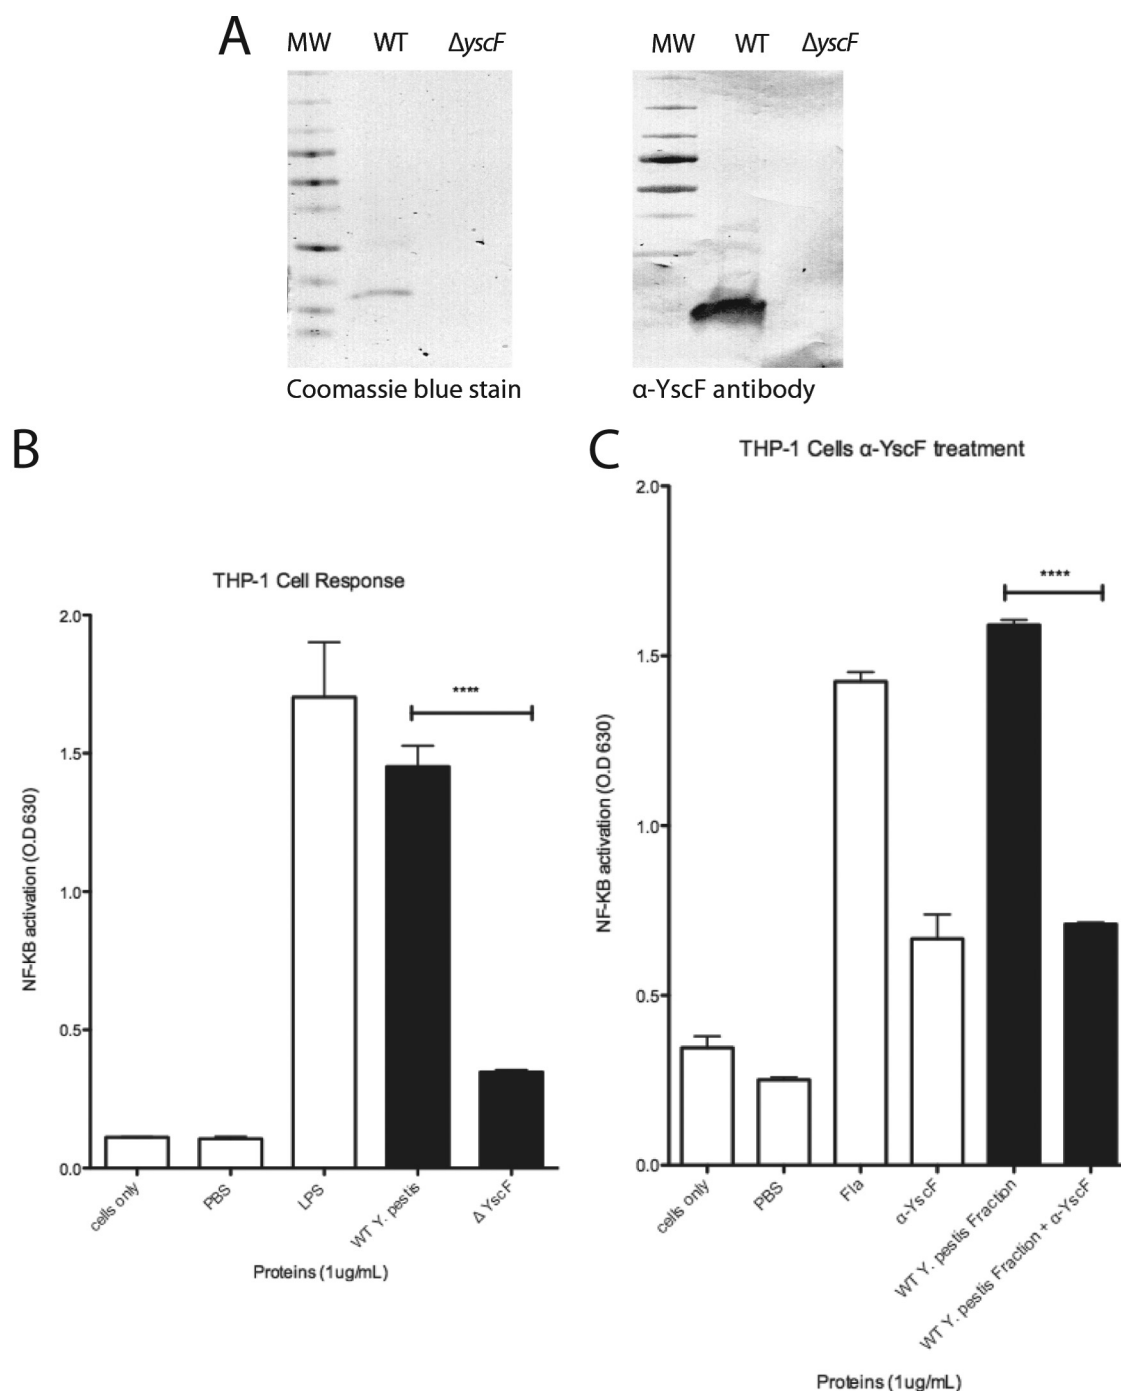 A
MW WT ΔyscF
MW WT ΔyscF
Coomassie blue stain
α-YscF antibody
B
THP-1 Cell Response
2.0
1.5
1.0
0.5
0.0
NF-KB activation (O.D 630)
****
cells only
PBS
LPS
WT Y. pestis
Δ YscF
Proteins (1ug/mL)
C
THP-1 Cells α-YscF treatment
2.0
1.5
1.0
0.5
0.0
NF-KB activation (O.D 630)
****
cells only
PBS
Fla
α-YscF
WT Y. pestis Fraction
WT Y. pestis Fraction + α-YscF
Proteins (1ug/mL)